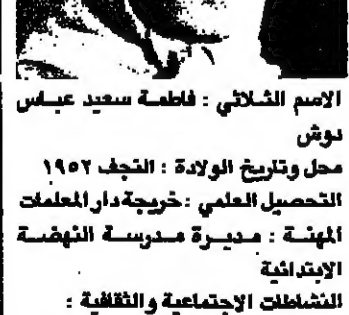 الاسم الثلاثي : فاطمة سعيد عباس
دوش
محل وتاريخ الولادة : النجف ١٩٥٢
التحصيل العلمي : خريجة دار المعلمات
المهنة : مديرة مدرسة النهضة
الابتدائية
النشاطات الاجتماعية والثقافية :